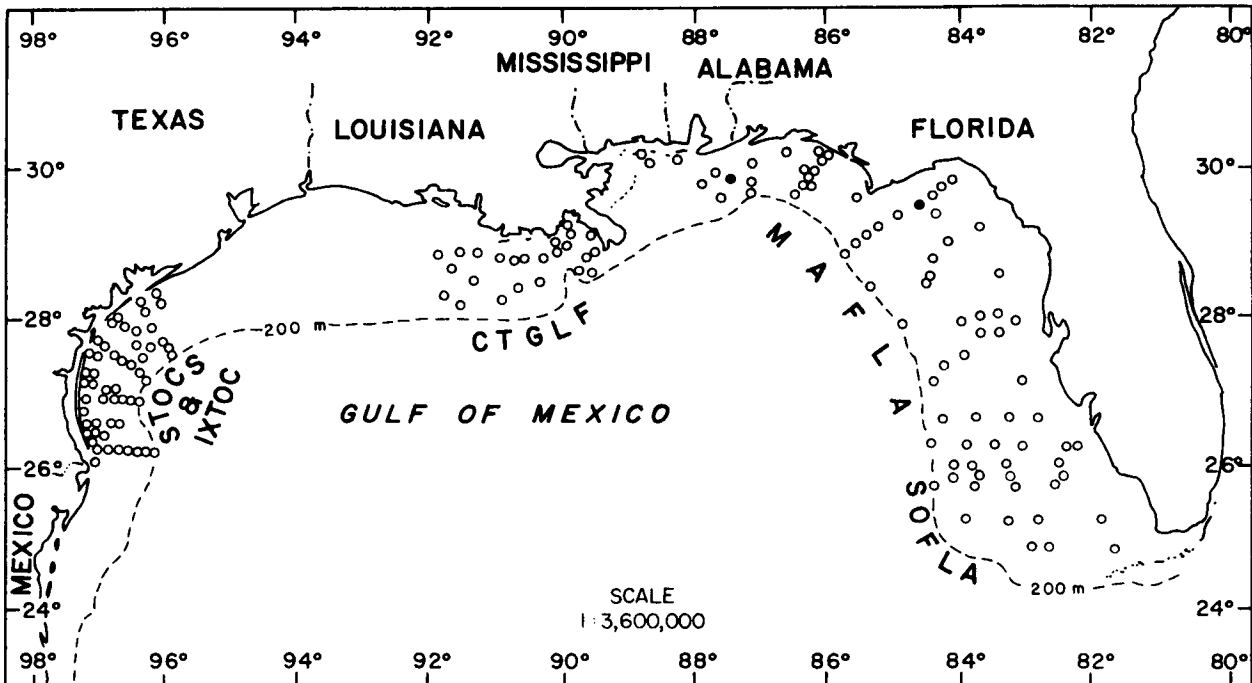 98° 96° 94° 92° 90° 88° 86° 84° 82° 80°
MISSISSIPPI ALABAMA
TEXAS LOUISIANA FLORIDA
30° 30°
28° 28°
200 m
CTGLF
MAFLA
STOCS
&
IXTOC
GULF OF MEXICO
26° 26°
SOFLA
MEXICO
200 m
SCALE
1:3,600,000
24° 24°
98° 96° 94° 92° 90° 88° 86° 84° 82° 80°